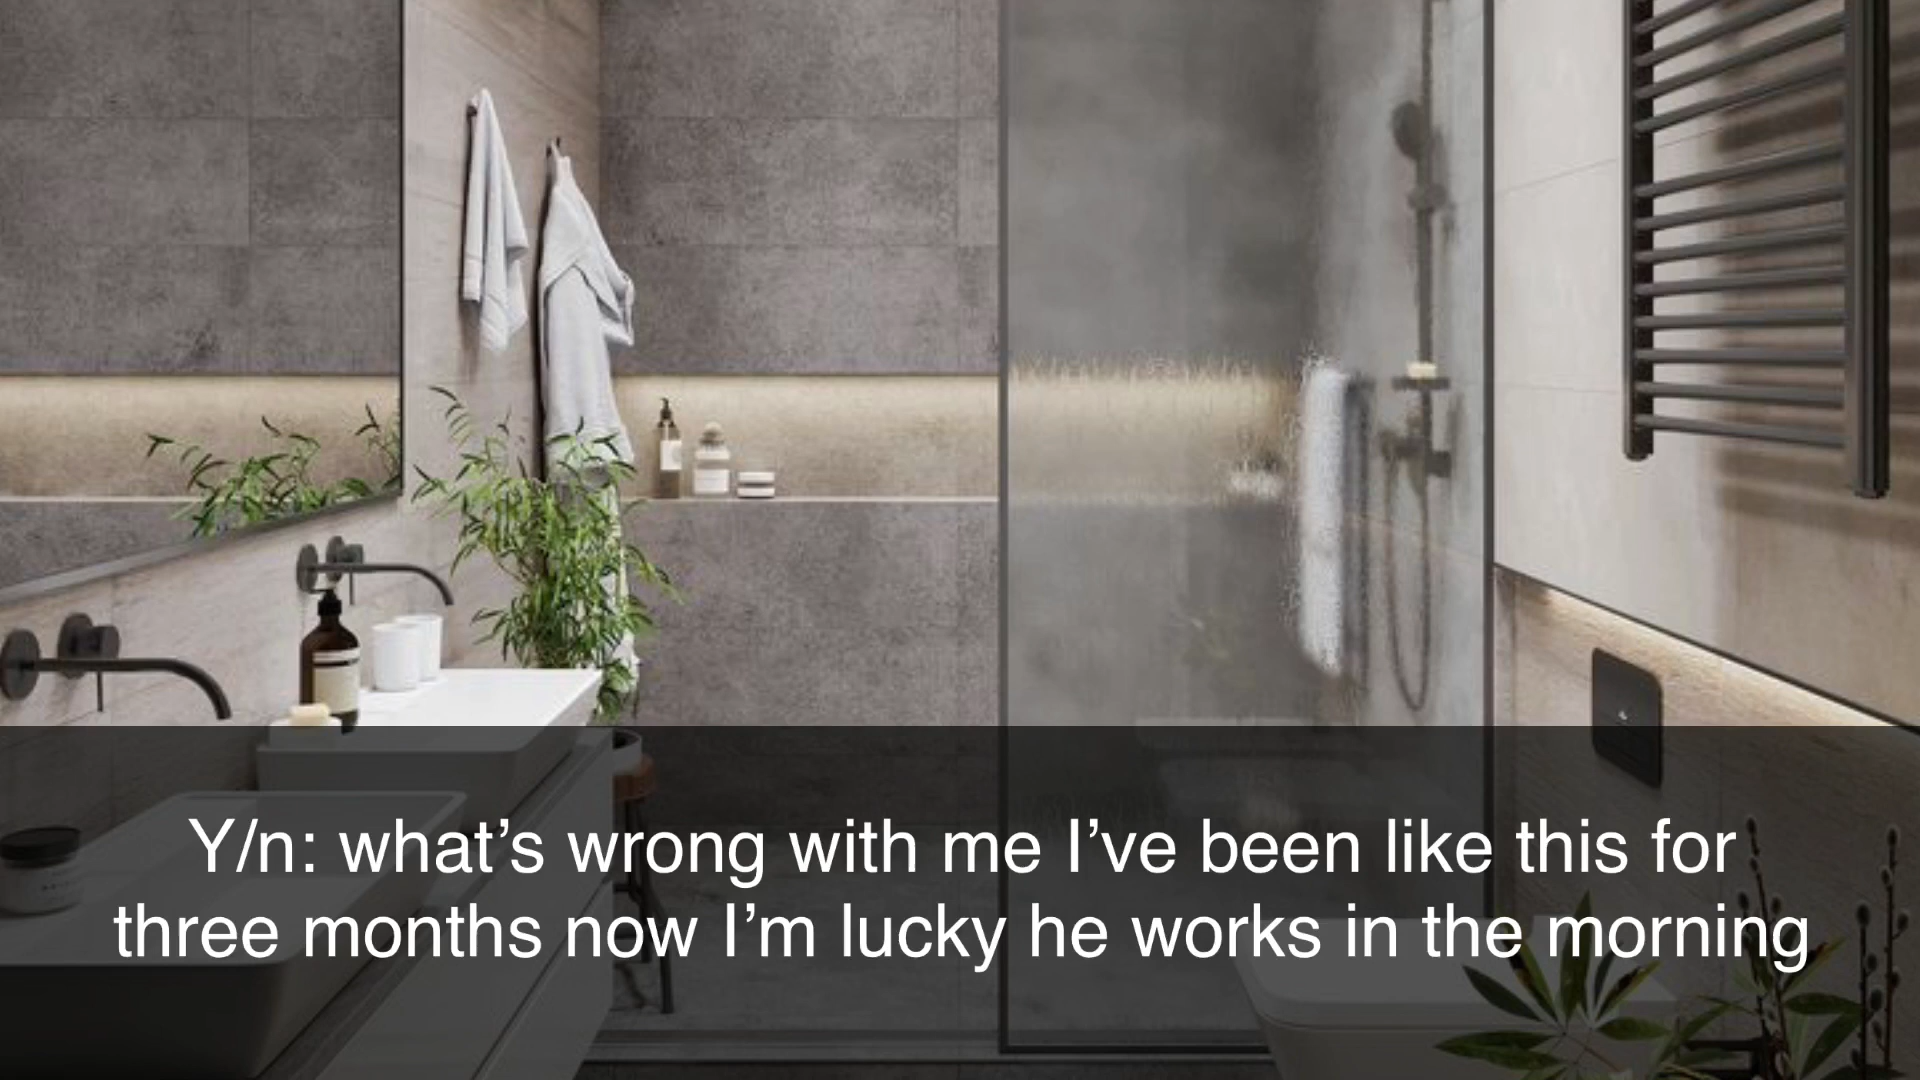 Y/n: what’s wrong with me I’ve been like this for
three months now I’m lucky he works in the morning